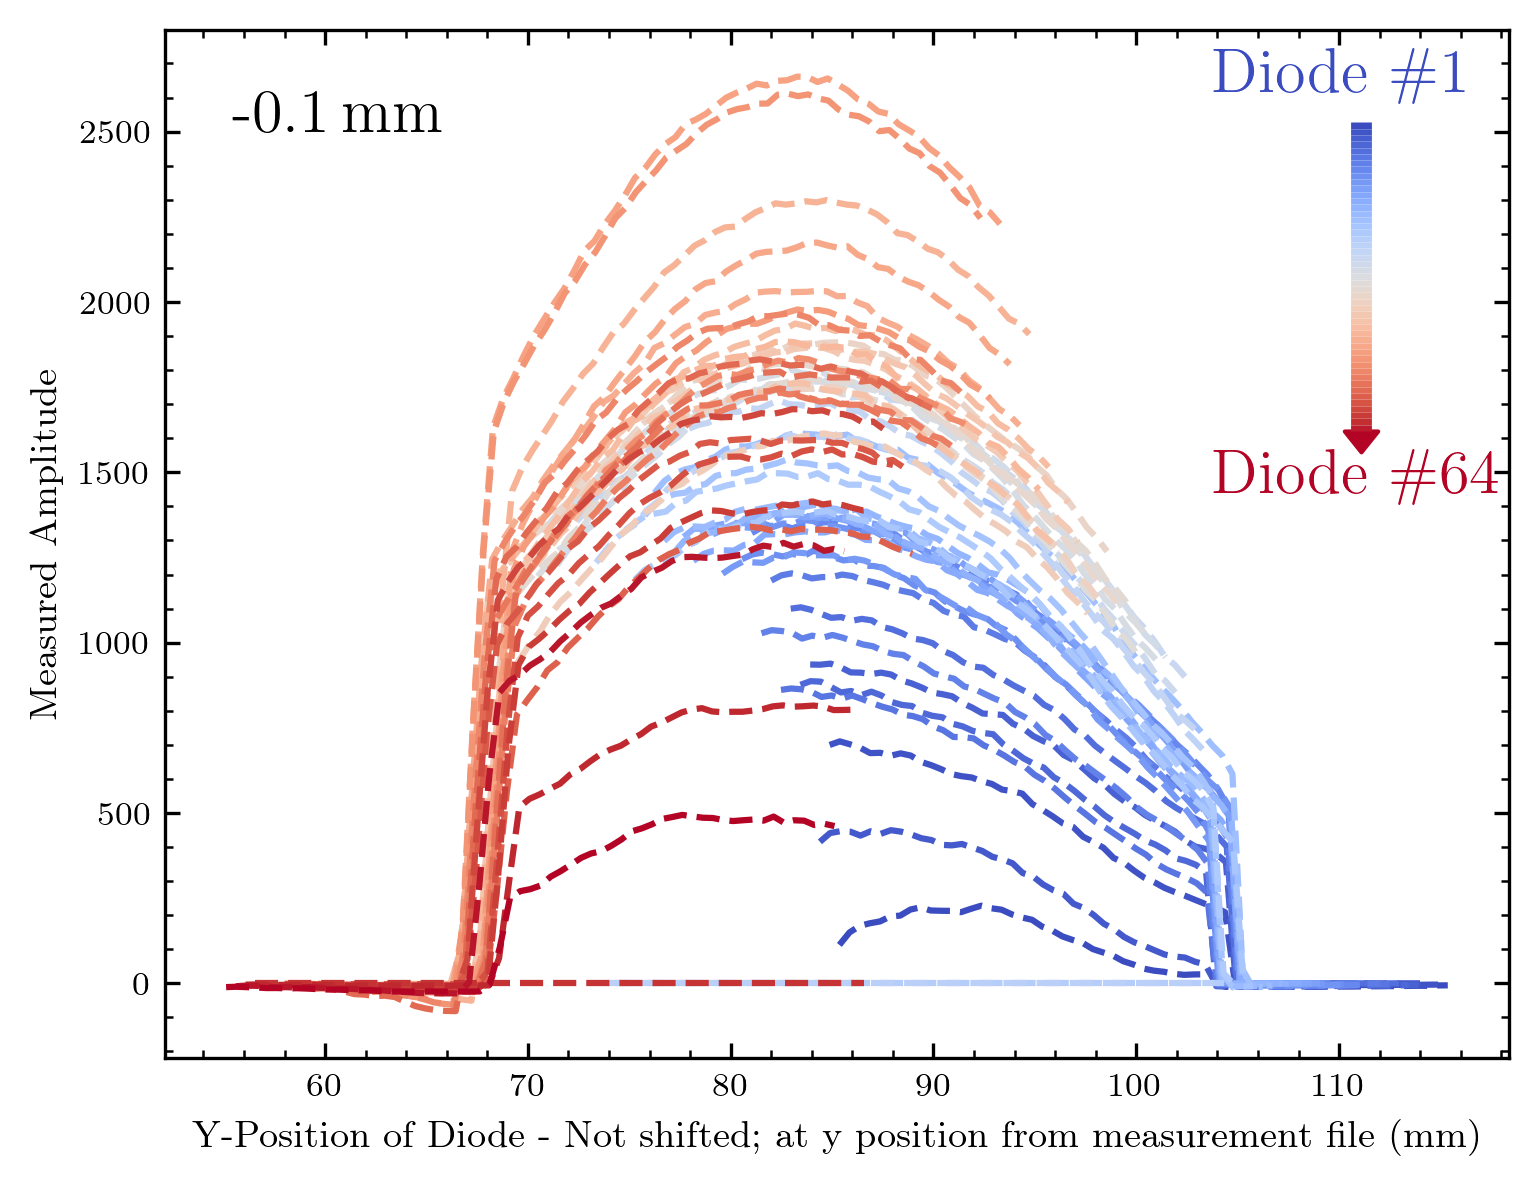 -0.1 mm
Diode #1
Diode #64
2500
2000
1500
1000
500
0
Measured Amplitude
60 70 80 90 100 110
Y-Position of Diode - Not shifted; at y position from measurement file (mm)